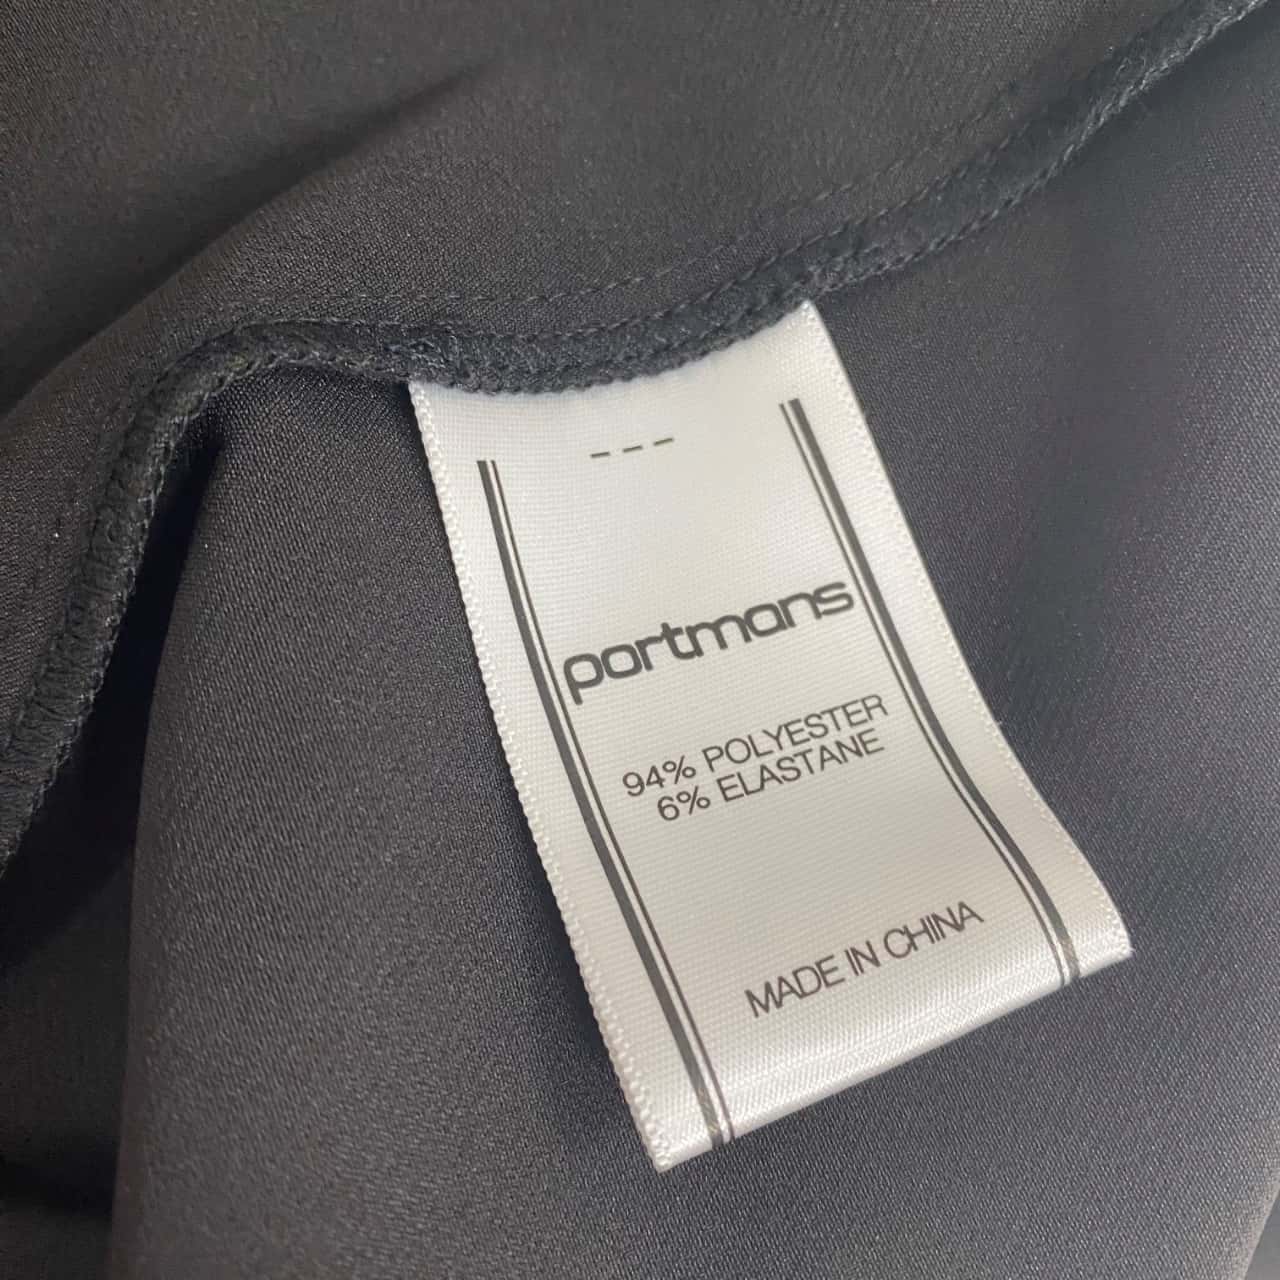 portmans
94% POLYESTER
6% ELASTANE
MADE IN CHINA